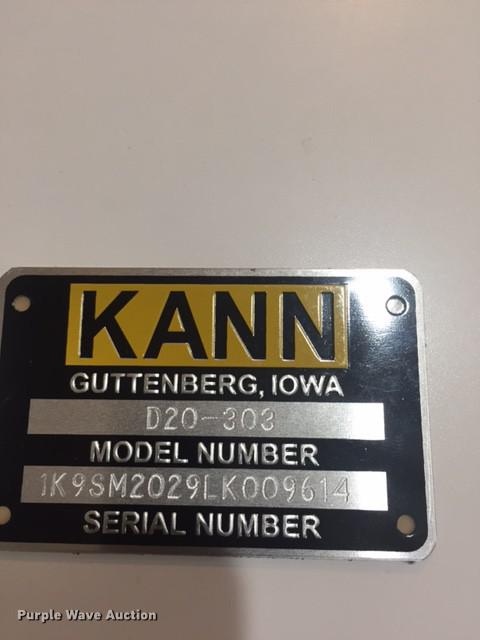 KANN
GUTTENBERG, IOWA
D20-303
MODEL NUMBER
1K9SM2029LK009614
SERIAL NUMBER
Purple Wave Auction